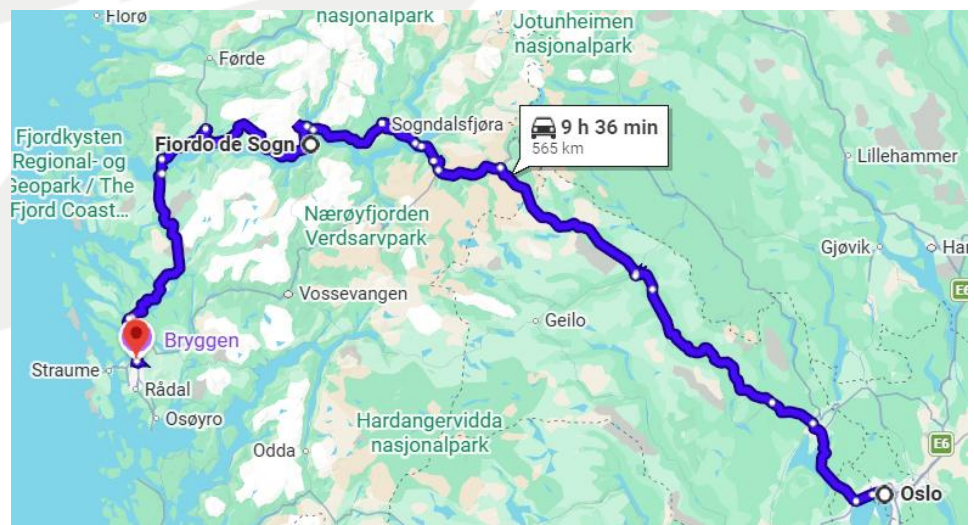 Florø
nasjonalpark
Jotunheimen
nasjonalpark
Førde
Fjordkysten
Regional- og
Geopark / The
Fjord Coast...
Fiordo de Sogn
Sogndalsfjøra
9 h 36 min
565 km
Lillehammer
Nærøyfjorden
Verdsarvpark
Gjøvik
Vossevangen
Geilo
Bryggen
Straume
Rådal
Osøyro
Odda
Hardangervidda
nasjonalpark
E6
E6
Oslo